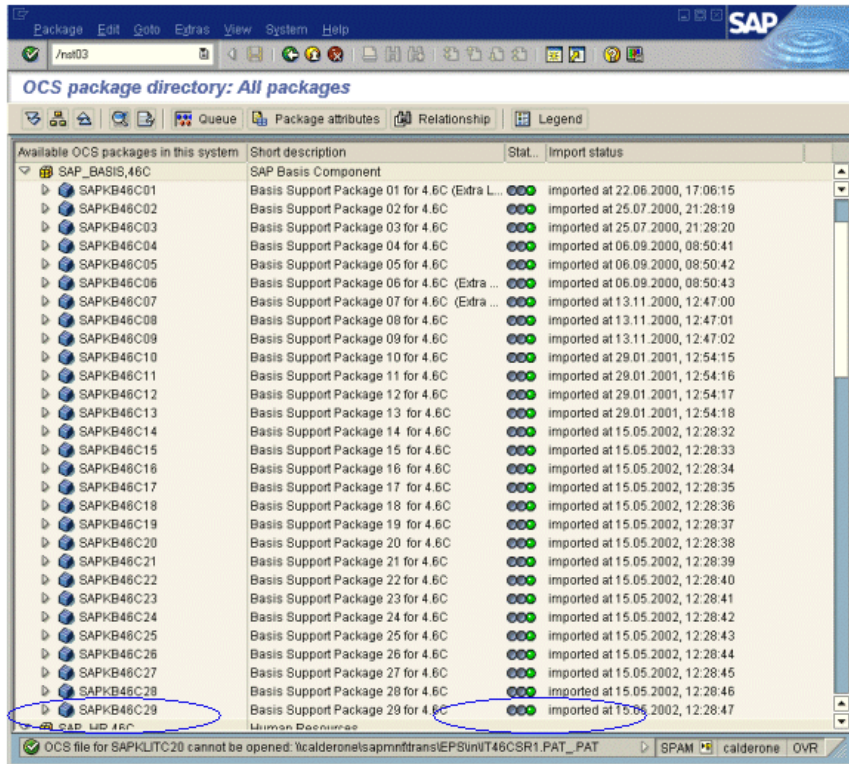 Package Edit Goto Extras View System Help
SAP
/nst03
OCS package directory: All packages
Queue Package attributes Relationship Legend
Available OCS packages in this system Short description Stat... Import status
SAP_BASIS,46C SAP Basis Component
SAPKB46C01 Basis Support Package 01 for 4.6C (Extra L... imported at 22.06.2000, 17:06:15
SAPKB46C02 Basis Support Package 02 for 4.6C imported at 25.07.2000, 21:28:19
SAPKB46C03 Basis Support Package 03 for 4.6C imported at 25.07.2000, 21:28:20
SAPKB46C04 Basis Support Package 04 for 4.6C imported at 06.09.2000, 08:50:41
SAPKB46C05 Basis Support Package 05 for 4.6C imported at 06.09.2000, 08:50:42
SAPKB46C06 Basis Support Package 06 for 4.6C (Extra ... imported at 06.09.2000, 08:50:43
SAPKB46C07 Basis Support Package 07 for 4.6C (Extra ... imported at 13.11.2000, 12:47:00
SAPKB46C08 Basis Support Package 08 for 4.6C imported at 13.11.2000, 12:47:01
SAPKB46C09 Basis Support Package 09 for 4.6C imported at 13.11.2000, 12:47:02
SAPKB46C10 Basis Support Package 10 for 4.6C imported at 29.01.2001, 12:54:15
SAPKB46C11 Basis Support Package 11 for 4.6C imported at 29.01.2001, 12:54:16
SAPKB46C12 Basis Support Package 12 for 4.6C imported at 29.01.2001, 12:54:17
SAPKB46C13 Basis Support Package 13 for 4.6C imported at 29.01.2001, 12:54:18
SAPKB46C14 Basis Support Package 14 for 4.6C imported at 15.05.2002, 12:28:32
SAPKB46C15 Basis Support Package 15 for 4.6C imported at 15.05.2002, 12:28:33
SAPKB46C16 Basis Support Package 16 for 4.6C imported at 15.05.2002, 12:28:34
SAPKB46C17 Basis Support Package 17 for 4.6C imported at 15.05.2002, 12:28:35
SAPKB46C18 Basis Support Package 18 for 4.6C imported at 15.05.2002, 12:28:36
SAPKB46C19 Basis Support Package 19 for 4.6C imported at 15.05.2002, 12:28:37
SAPKB46C20 Basis Support Package 20 for 4.6C imported at 15.05.2002, 12:28:38
SAPKB46C21 Basis Support Package 21 for 4.6C imported at 15.05.2002, 12:28:39
SAPKB46C22 Basis Support Package 22 for 4.6C imported at 15.05.2002, 12:28:40
SAPKB46C23 Basis Support Package 23 for 4.6C imported at 15.05.2002, 12:28:41
SAPKB46C24 Basis Support Package 24 for 4.6C imported at 15.05.2002, 12:28:42
SAPKB46C25 Basis Support Package 25 for 4.6C imported at 15.05.2002, 12:28:43
SAPKB46C26 Basis Support Package 26 for 4.6C imported at 15.05.2002, 12:28:44
SAPKB46C27 Basis Support Package 27 for 4.6C imported at 15.05.2002, 12:28:45
SAPKB46C28 Basis Support Package 28 for 4.6C imported at 15.05.2002, 12:28:46
SAPKB46C29 Basis Support Package 29 for 4.6C imported at 15.05.2002, 12:28:47
SAP_HR,46C Human Resources
OCS file for SAPKLITC20 cannot be opened: \\calderone\sapmnt\trans\EPS\in\IT46CSR1.PAT_.PAT SPAM calderone OVR